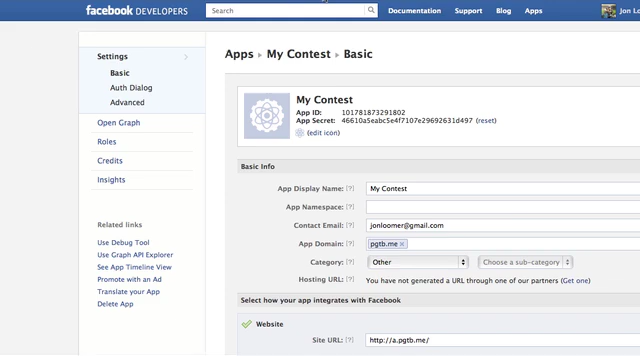 facebook DEVELOPERS Search Documentation Support Blog Apps Jon Lo
Settings
Basic
Auth Dialog
Advanced
Open Graph
Roles
Credits
Insights
Related links
Use Debug Tool
Use Graph API Explorer
See App Timeline View
Promote with an Ad
Translate your App
Delete App
Apps ▸ My Contest ▸ Basic
My Contest
App ID: 101781873291802
App Secret: 46610a5eabc5e4f7107e29692631d497 (reset)
(edit icon)
Basic Info
App Display Name: [?] My Contest
App Namespace: [?]
Contact Email: [?] jonloomer@gmail.com
App Domain: [?] pgtb.me ×
Category: [?] Other Choose a sub-category
Hosting URL: [?] You have not generated a URL through one of our partners (Get one)
Select how your app integrates with Facebook
Website
Site URL: [?] http://a.pgtb.me/